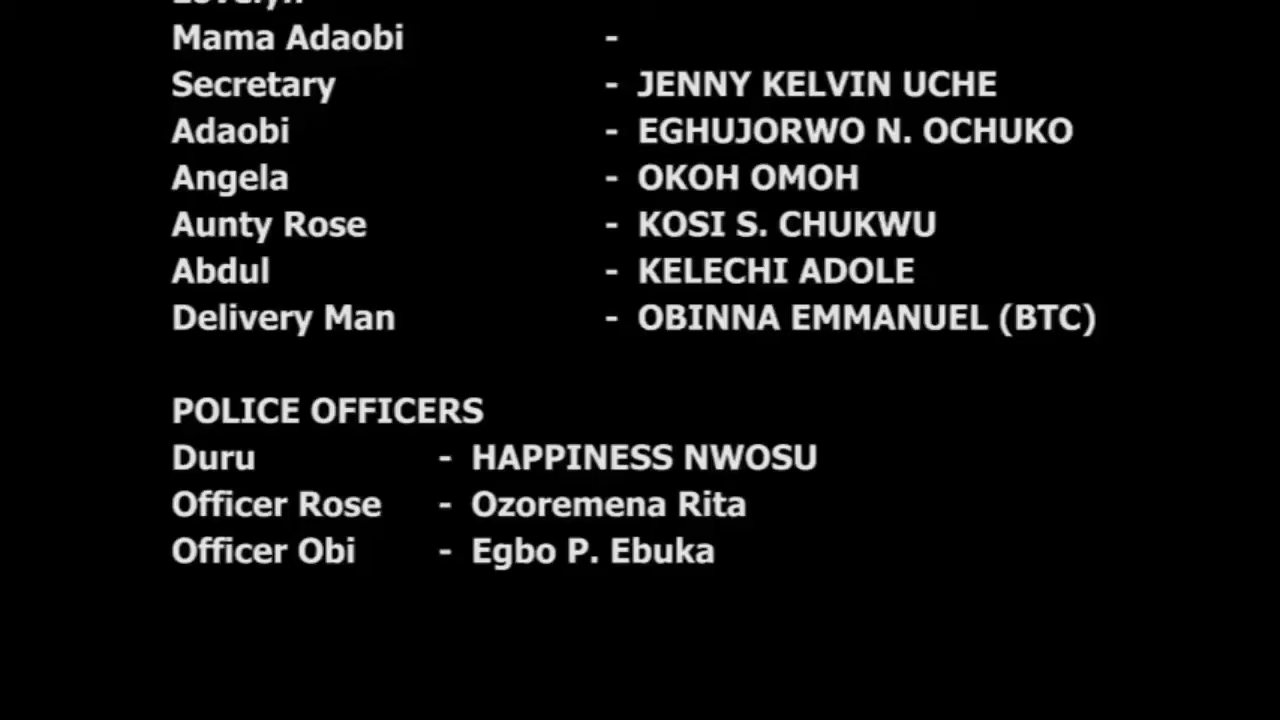 Mama Adaobi -
Secretary - JENNY KELVIN UCHE
Adaobi - EGHUJORWO N. OCHUKO
Angela - OKOH OMOH
Aunty Rose - KOSI S. CHUKWU
Abdul - KELECHI ADOLE
Delivery Man - OBINNA EMMANUEL (BTC)
POLICE OFFICERS
Duru - HAPPINESS NWOSU
Officer Rose - Ozoremena Rita
Officer Obi - Egbo P. Ebuka